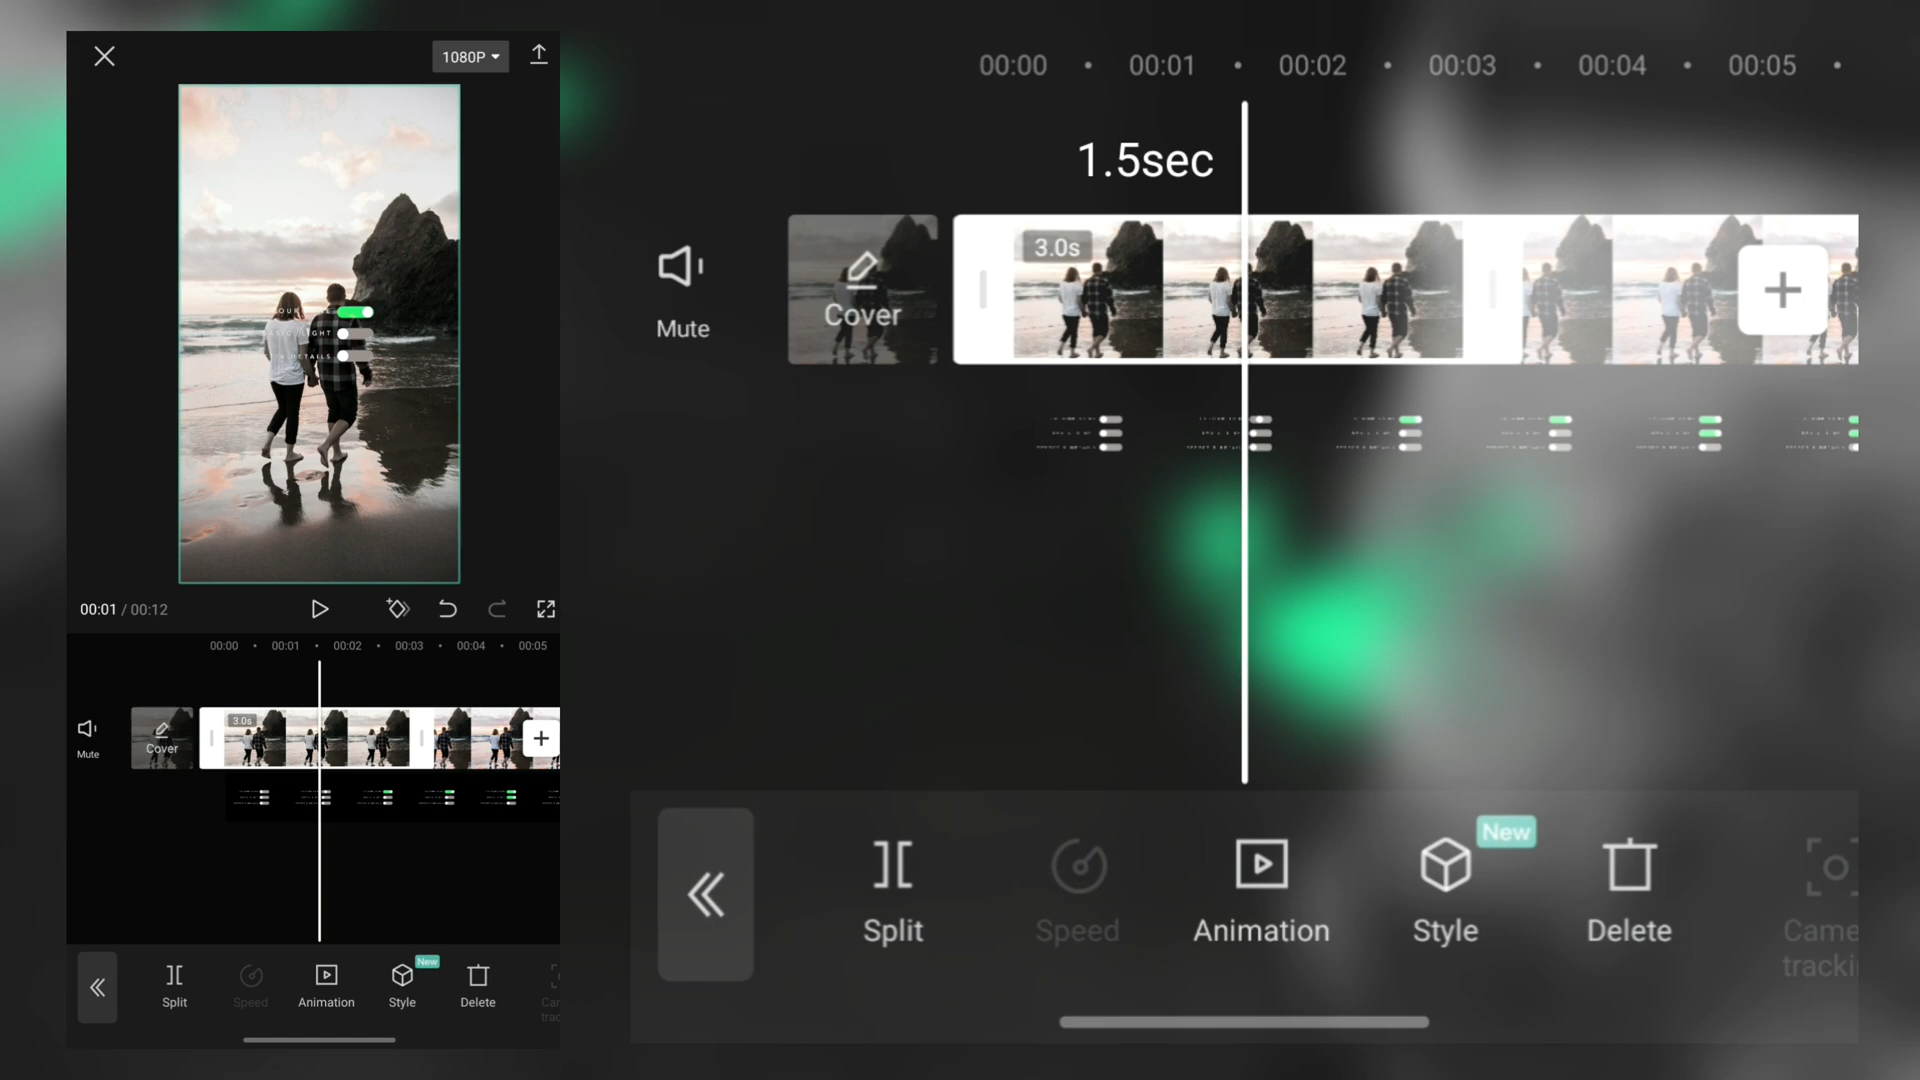 1080P
00:01 / 00:12
00:00 00:01 00:02 00:03 00:04 00:05
3.0s
Mute
Cover
Split
Speed
Animation
Style
New
Delete
00:00 00:01 00:02 00:03 00:04 00:05
1.5sec
3.0s
Mute
Cover
Split
Speed
Animation
Style
New
Delete